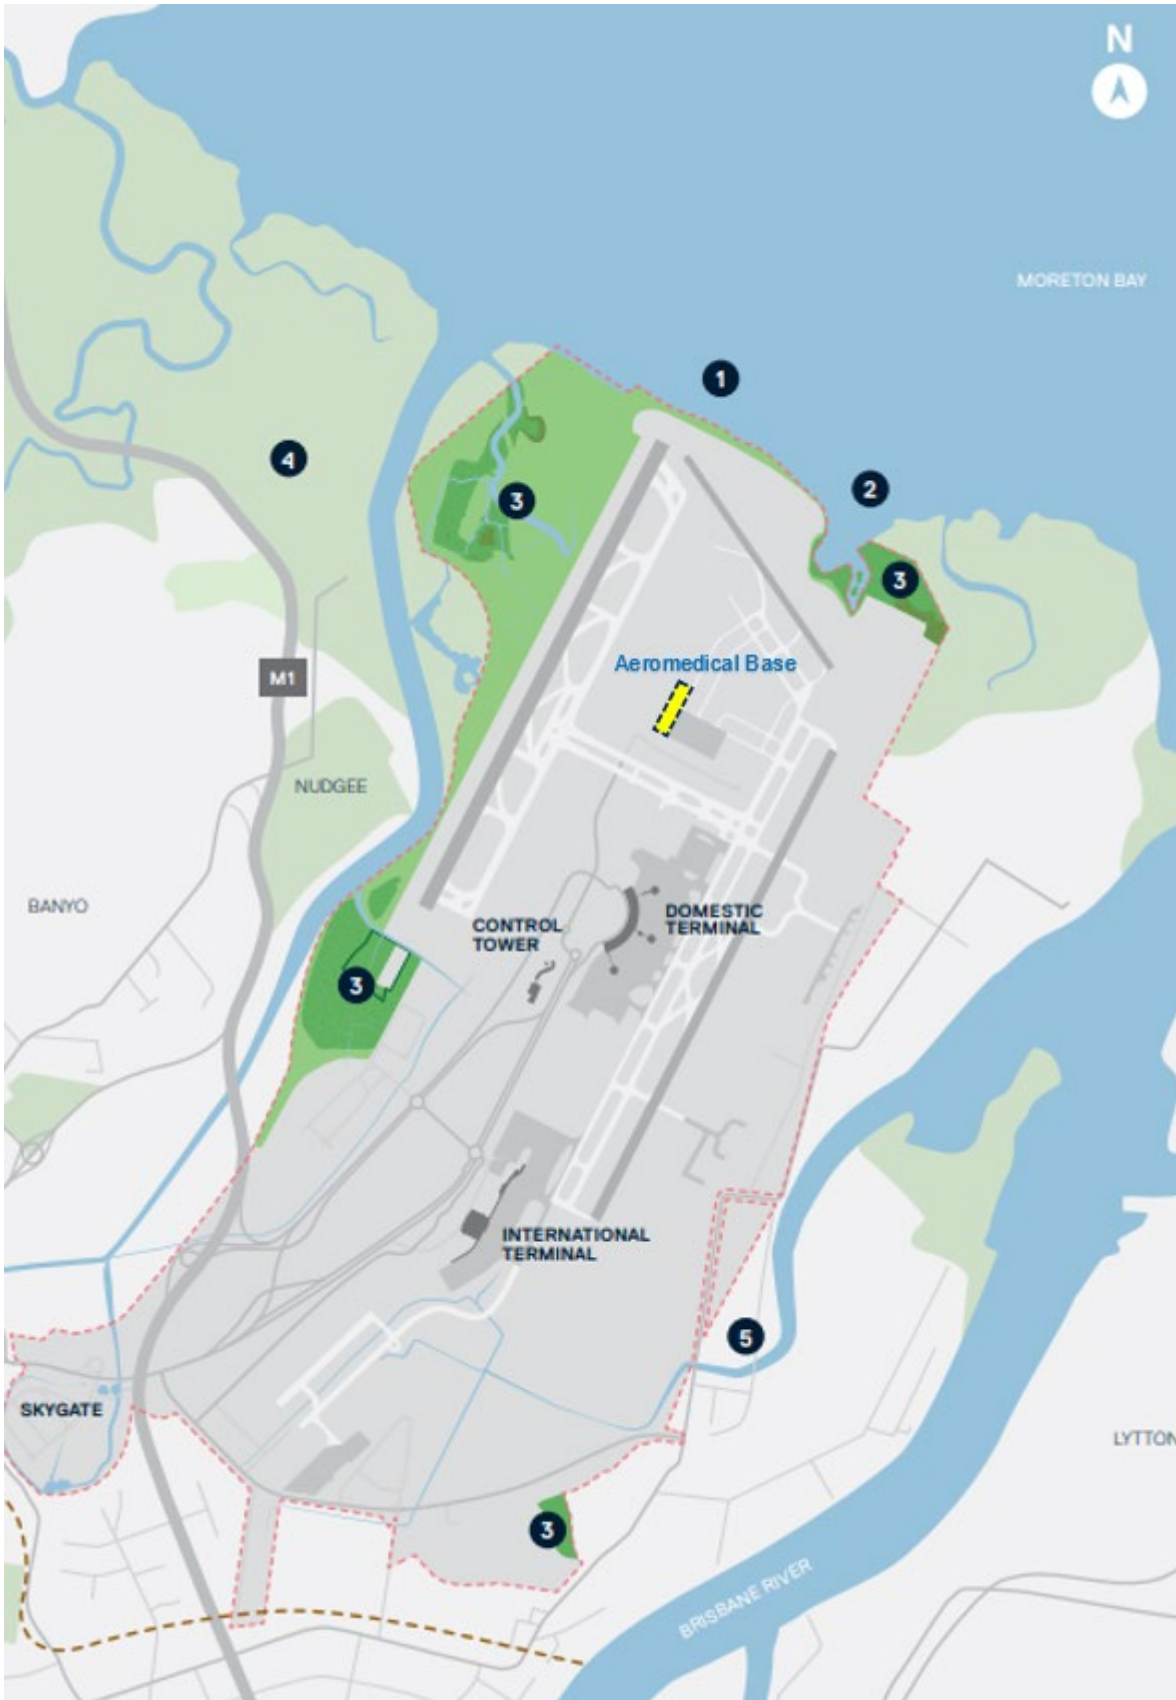 N
MORETON BAY
1
4
2
3
3
Aeromedical Base
M1
NUDGEE
BANYO
CONTROL
TOWER
DOMESTIC
TERMINAL
3
INTERNATIONAL
TERMINAL
5
SKYGATE
LYTTON
3
BRISBANE RIVER